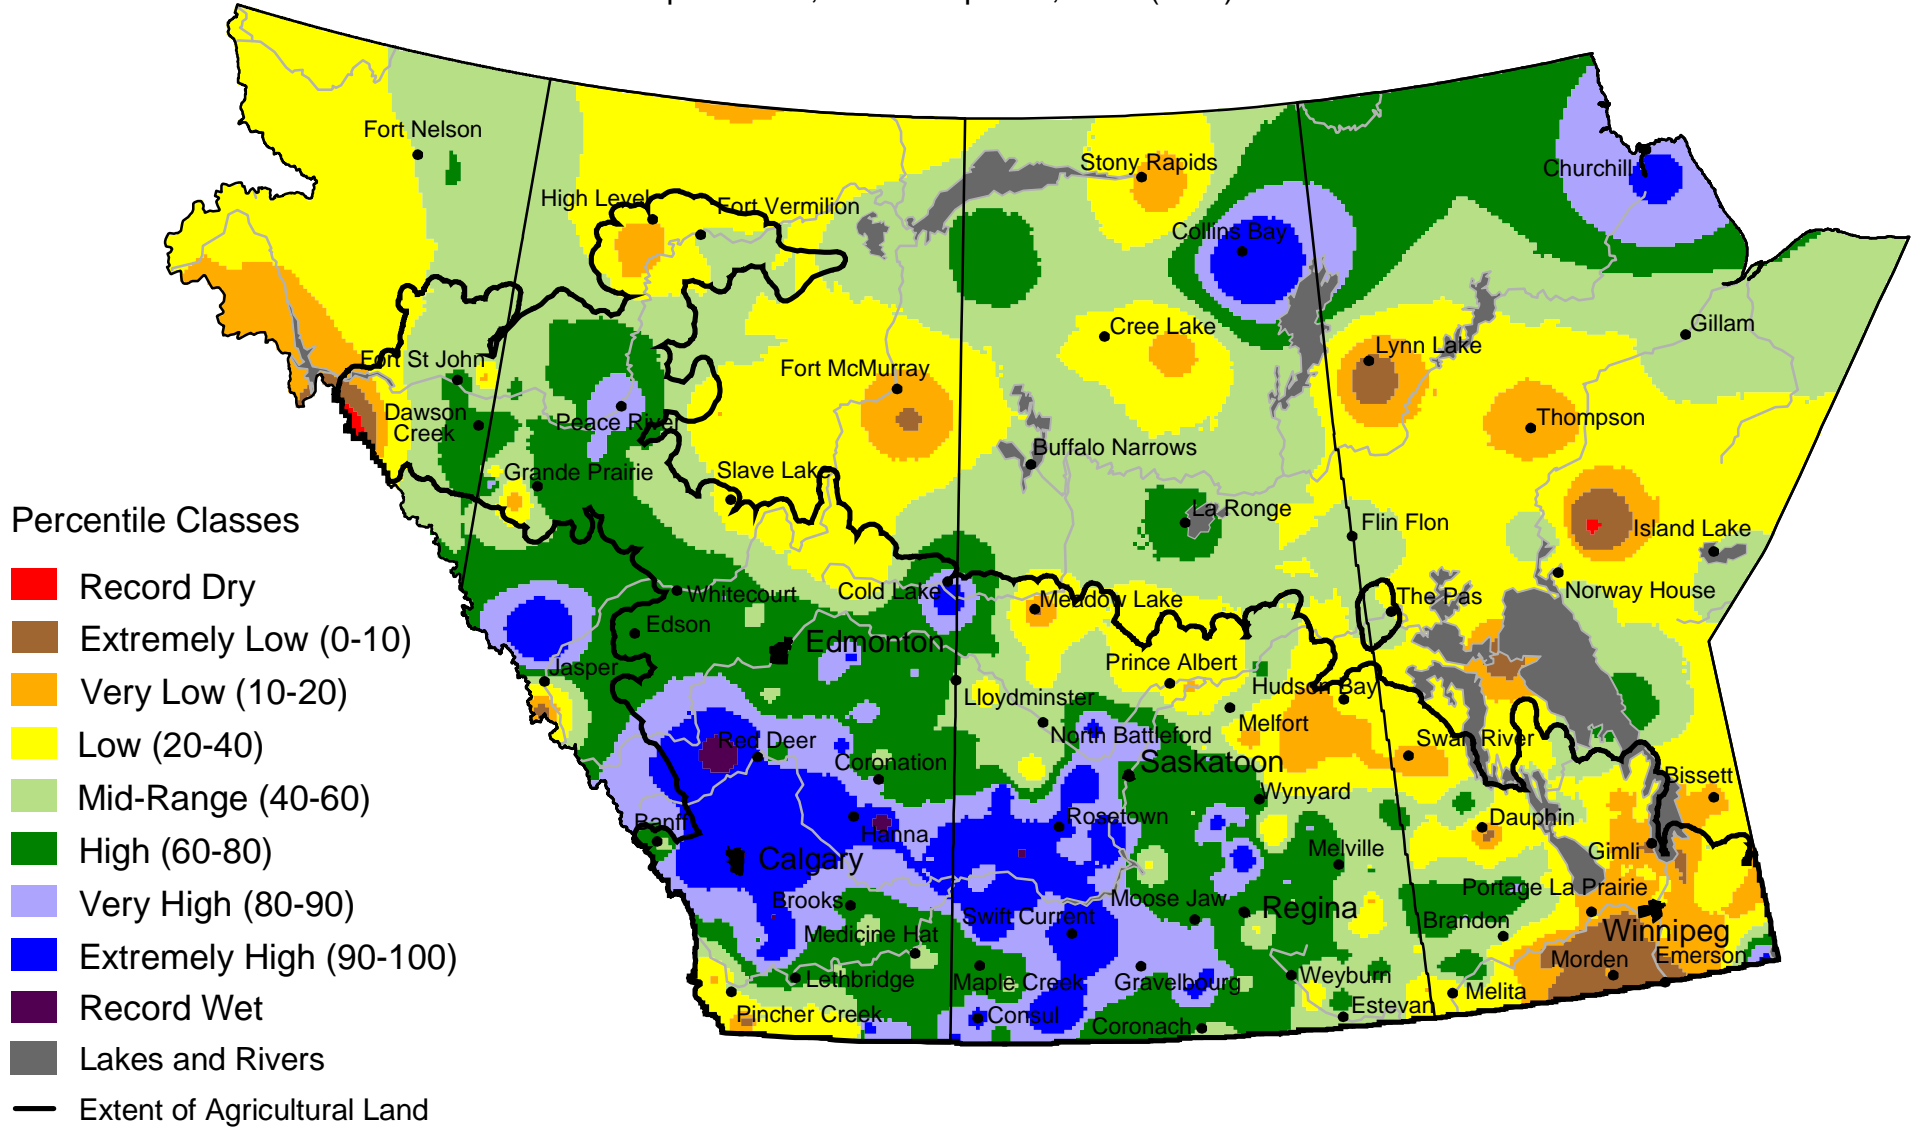 Fort Nelson
Stony Rapids
Churchill
High Level
Fort Vermilion
Collins Bay
Cree Lake
Gillam
Lynn Lake
Fort St John
Fort McMurray
Dawson
Creek
Peace River
Thompson
Buffalo Narrows
Grande Prairie
Slave Lake
La Ronge
Flin Flon
Island Lake
Cold Lake
Whitecourt
Meadow Lake
The Pas
Norway House
Edson
Edmonton
Jasper
Prince Albert
Lloydminster
Hudson Bay
Melfort
North Battleford
Red Deer
Swan River
Coronation
Saskatoon
Bissett
Wynyard
Banff
Hanna
Rosetown
Dauphin
Calgary
Melville
Gimli
Brooks
Moose Jaw
Regina
Portage La Prairie
Swift Current
Brandon
Medicine Hat
Winnipeg
Lethbridge
Maple Creek
Gravelbourg
Weyburn
Morden
Emerson
Pincher Creek
Consul
Coronach
Estevan
Melita
Percentile Classes
Record Dry
Extremely Low (0-10)
Very Low (10-20)
Low (20-40)
Mid-Range (40-60)
High (60-80)
Very High (80-90)
Extremely High (90-100)
Record Wet
Lakes and Rivers
Extent of Agricultural Land